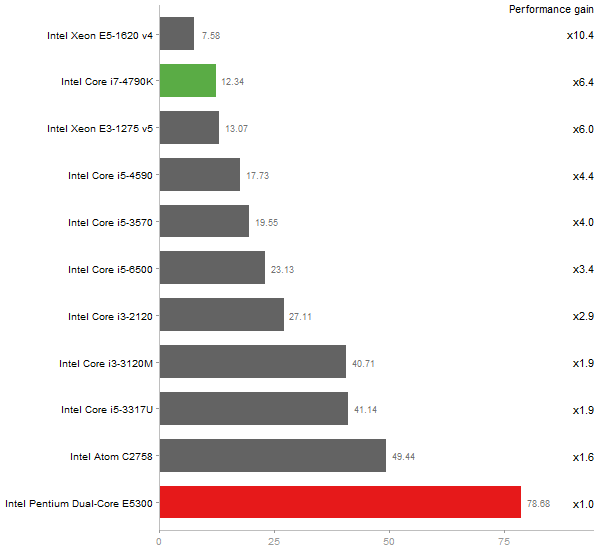 Performance gain
Intel Xeon E5-1620 v4 7.58 x10.4
Intel Core i7-4790K 12.34 x6.4
Intel Xeon E3-1275 v5 13.07 x6.0
Intel Core i5-4590 17.73 x4.4
Intel Core i5-3570 19.55 x4.0
Intel Core i5-6500 23.13 x3.4
Intel Core i3-2120 27.11 x2.9
Intel Core i3-3120M 40.71 x1.9
Intel Core i5-3317U 41.14 x1.9
Intel Atom C2758 49.44 x1.6
Intel Pentium Dual-Core E5300 78.68 x1.0
0 25 50 75